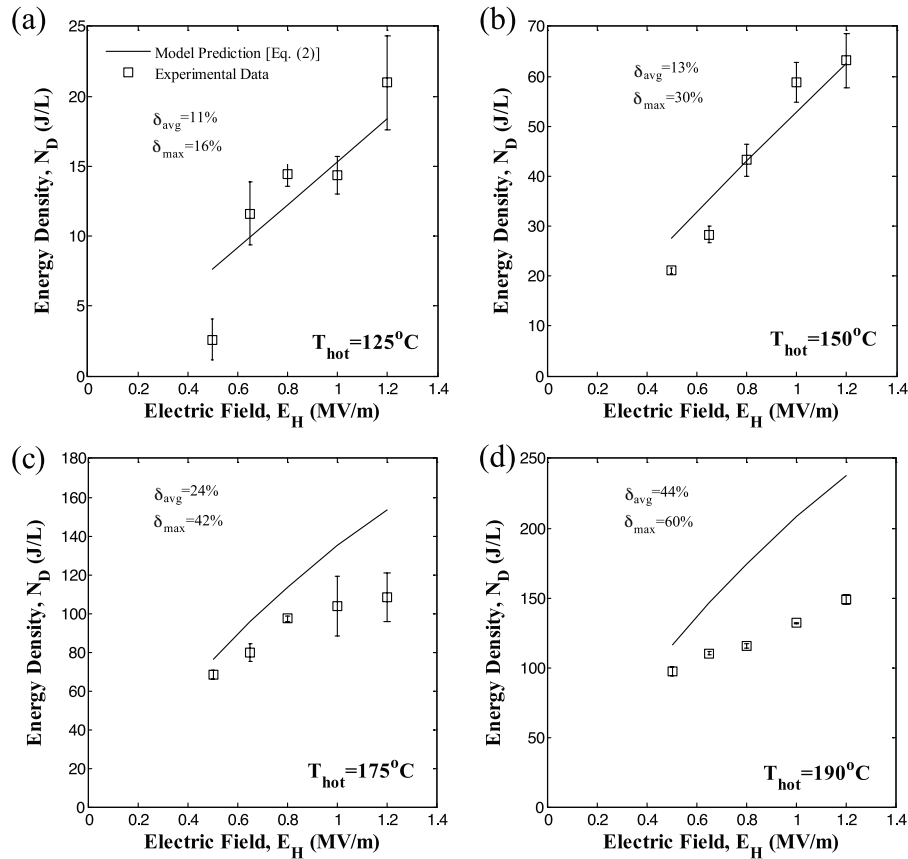 (a)
25
20
15
10
5
0
0 0.2 0.4 0.6 0.8 1 1.2 1.4
Energy Density, N_D (J/L)
Electric Field, E_H (MV/m)
Model Prediction [Eq. (2)]
Experimental Data
δ_avg=11%
δ_max=16%
T_hot=125°C
(b)
70
60
50
40
30
20
10
0
0 0.2 0.4 0.6 0.8 1 1.2 1.4
Energy Density, N_D (J/L)
Electric Field, E_H (MV/m)
δ_avg=13%
δ_max=30%
T_hot=150°C
(c)
180
160
140
120
100
80
60
40
20
0
0 0.2 0.4 0.6 0.8 1 1.2 1.4
Energy Density, N_D (J/L)
Electric Field, E_H (MV/m)
δ_avg=24%
δ_max=42%
T_hot=175°C
(d)
250
200
150
100
50
0
0 0.2 0.4 0.6 0.8 1 1.2 1.4
Energy Density, N_D (J/L)
Electric Field, E_H (MV/m)
δ_avg=44%
δ_max=60%
T_hot=190°C